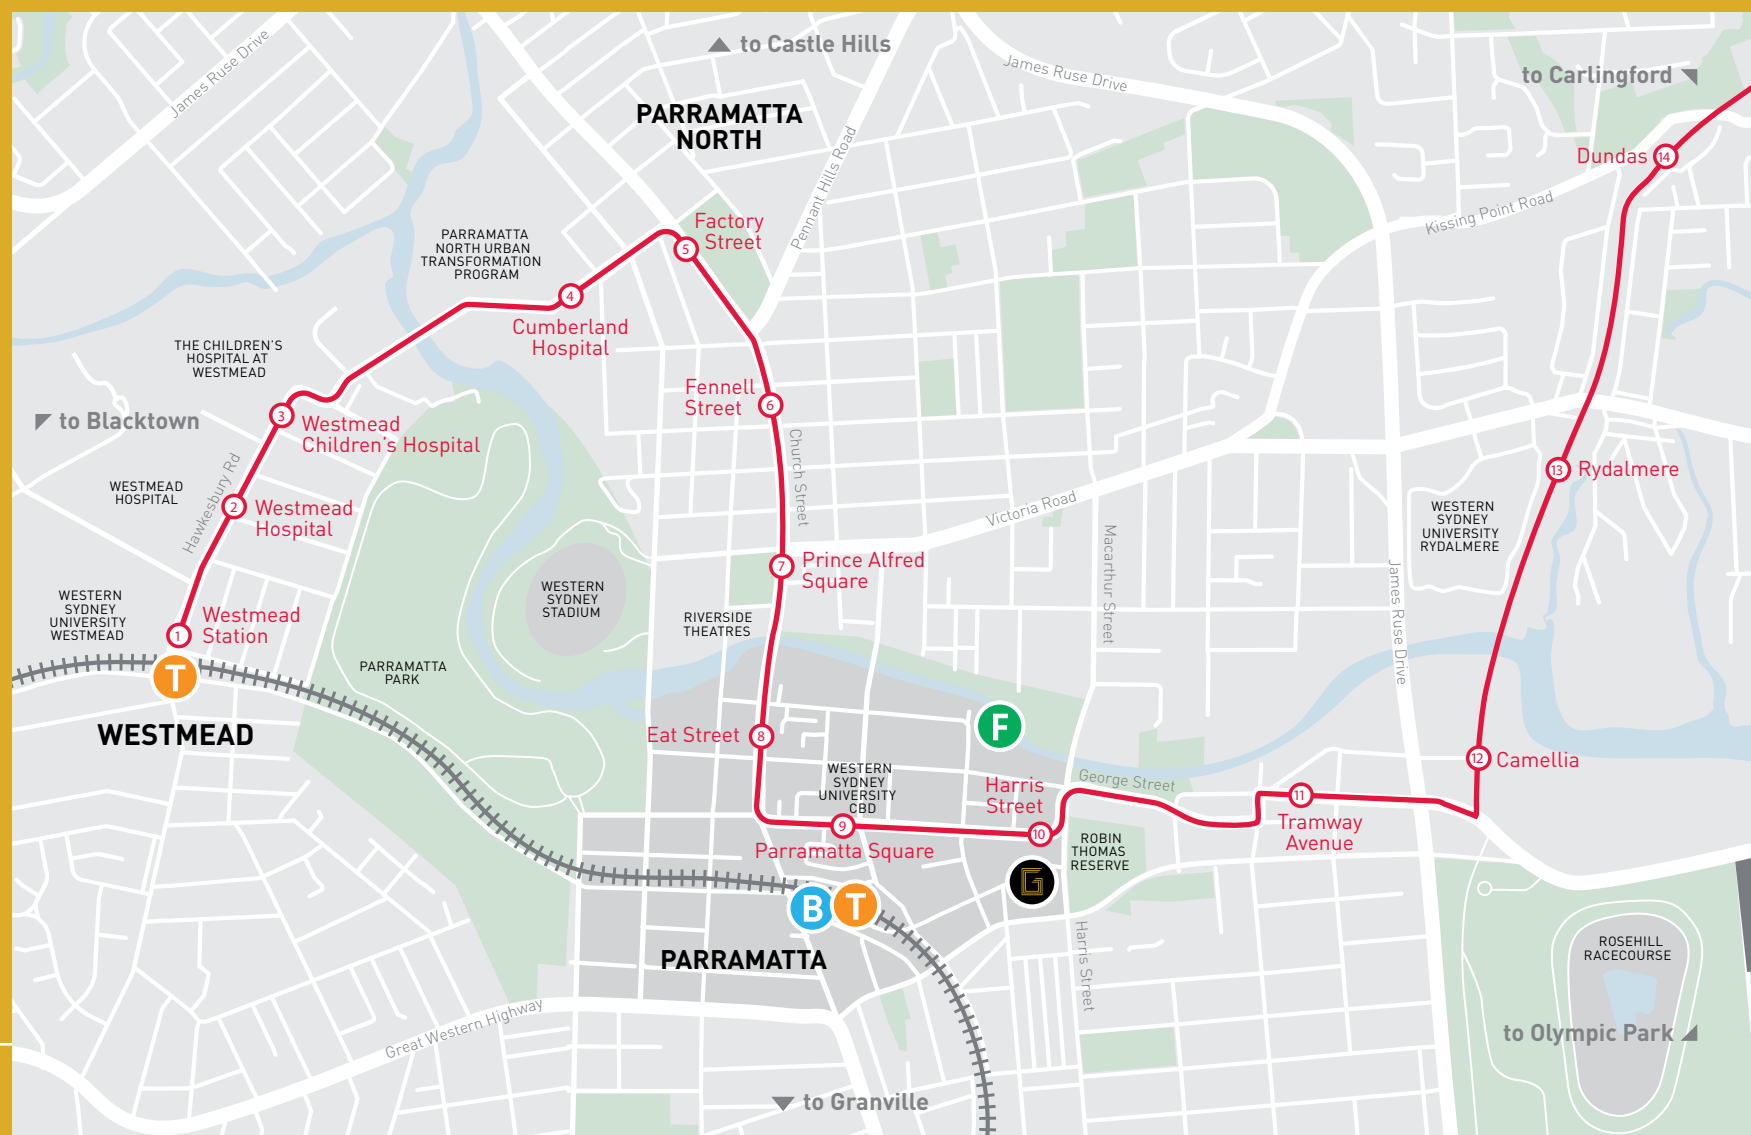 to Castle Hills
James Ruse Drive
James Ruse Drive
to Carlingford
PARRAMATTA
NORTH
Pennant Hills Road
Dundas
14
Kissing Point Road
Factory
Street
5
PARRAMATTA
NORTH URBAN
TRANSFORMATION
PROGRAM
4
Cumberland
Hospital
THE CHILDREN'S
HOSPITAL AT
WESTMEAD
Fennell
Street
6
to Blacktown
3
Westmead
Children's Hospital
Church Street
Hawkesbury Rd
WESTMEAD
HOSPITAL
2
Westmead
Hospital
13
Rydalmere
Victoria Road
WESTERN
SYDNEY
UNIVERSITY
RYDALMERE
Macarthur Street
James Ruse Drive
7
Prince Alfred
Square
WESTERN
SYDNEY
STADIUM
WESTERN
SYDNEY
UNIVERSITY
WESTMEAD
1
Westmead
Station
RIVERSIDE
THEATRES
PARRAMATTA
PARK
T
WESTMEAD
Eat Street
8
F
12
Camellia
WESTERN
SYDNEY
UNIVERSITY
CBD
George Street
Harris
Street
10
11
Tramway
Avenue
9
Parramatta Square
ROBIN
THOMAS
RESERVE
G
B
T
PARRAMATTA
Harris Street
ROSEHILL
RACECOURSE
Great Western Highway
to Olympic Park
to Granville